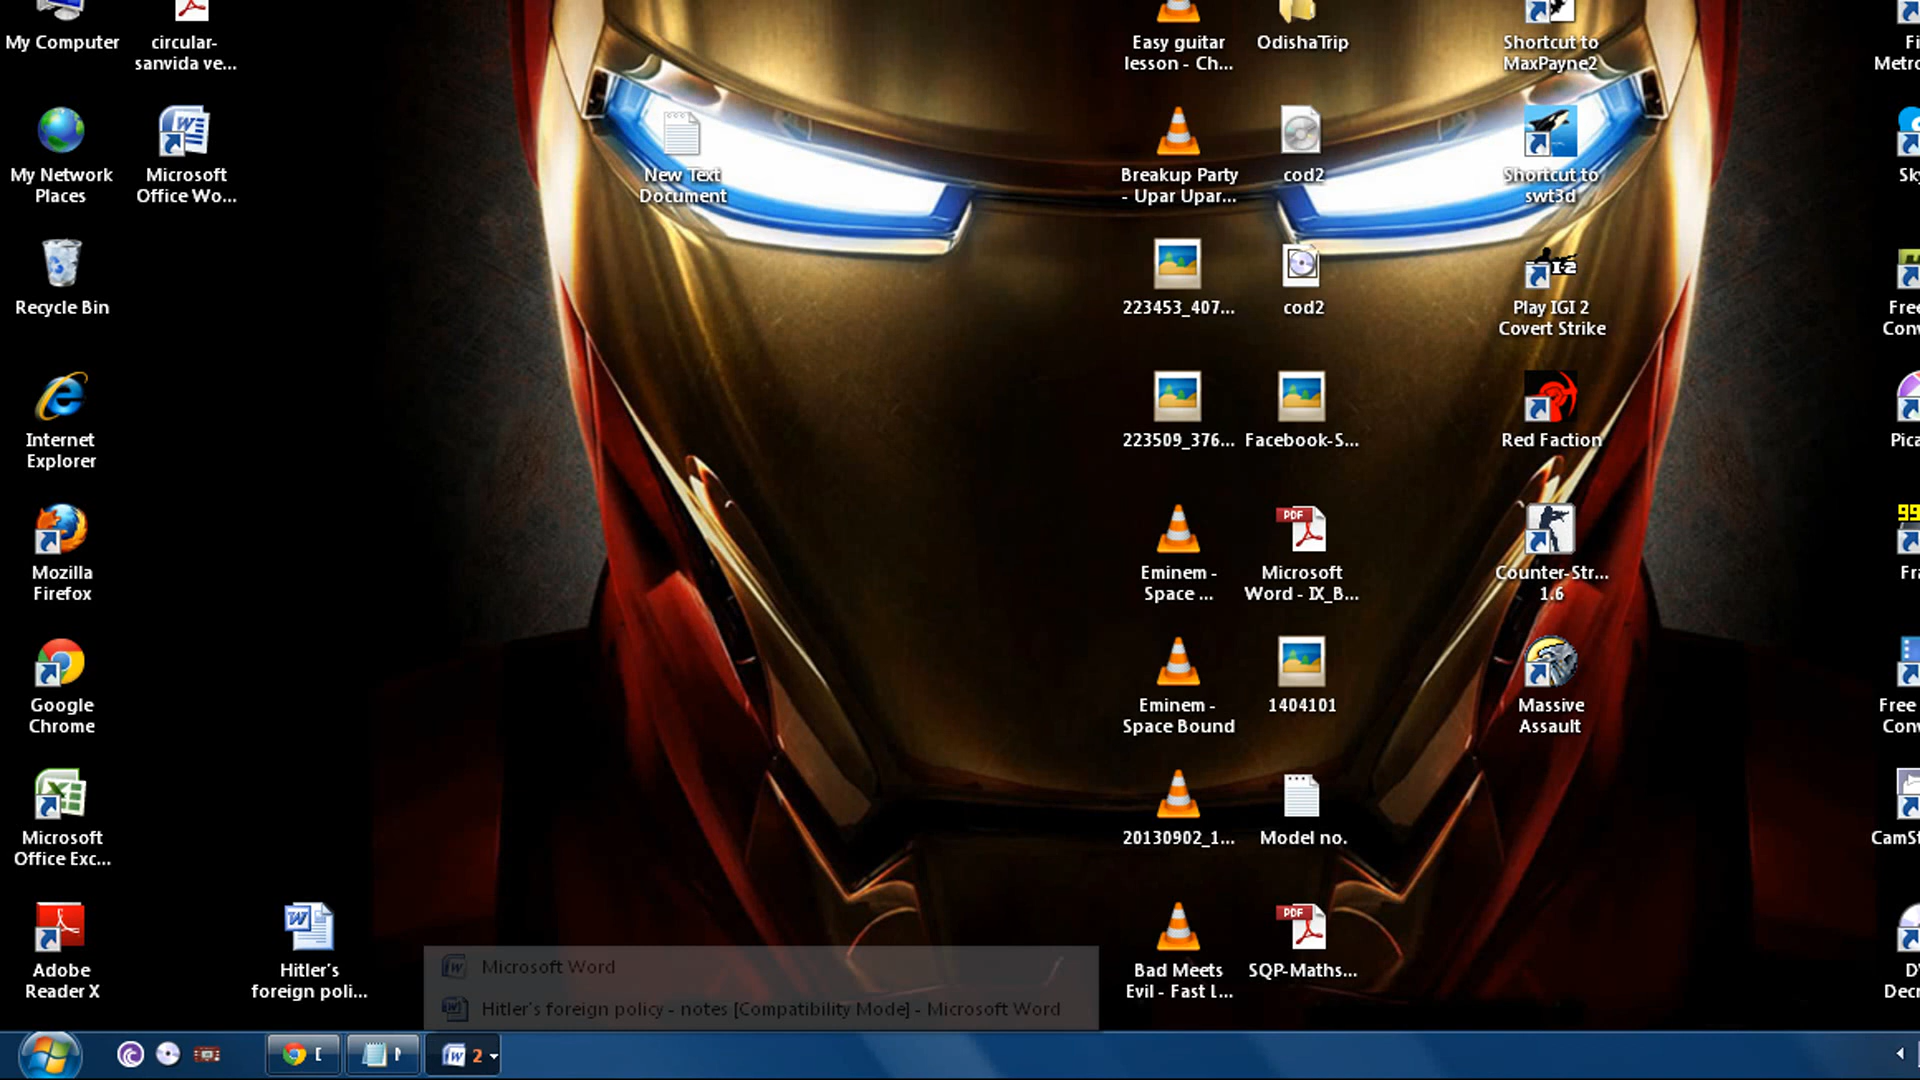 My Computer
circular-
sanvida ve...
Easy guitar
lesson - Ch...
OdishaTrip
Shortcut to
MaxPayne2
My Network
Places
Microsoft
Office Wo...
New Text
Document
Breakup Party
- Upar Upar...
cod2
Shortcut to
swt3d
Recycle Bin
223453_407...
cod2
Play IGI 2
Covert Strike
Internet
Explorer
223509_376...
Facebook-S...
Red Faction
Mozilla
Firefox
Eminem -
Space ...
Microsoft
Word - IX_B...
Counter-Str...
1.6
Google
Chrome
Eminem -
Space Bound
1404101
Massive
Assault
Free
Microsoft
Office Exc...
20130902_1...
Model no.
Adobe
Reader X
Hitler's
foreign poli...
Bad Meets
Evil - Fast L...
SQP-Maths...
Microsoft Word
Hitler's foreign policy - notes [Compatibility Mode] - Microsoft Word
2